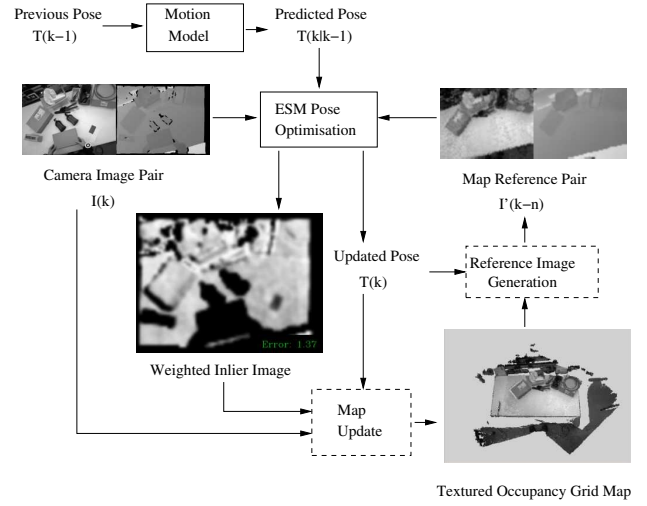 Previous Pose
T(k−1)
Motion
Model
Predicted Pose
T(k|k−1)
ESM Pose
Optimisation
Camera Image Pair
I(k)
Map Reference Pair
I'(k−n)
Updated Pose
T(k)
Reference Image
Generation
Error: 1.37
Weighted Inlier Image
Map
Update
Textured Occupancy Grid Map